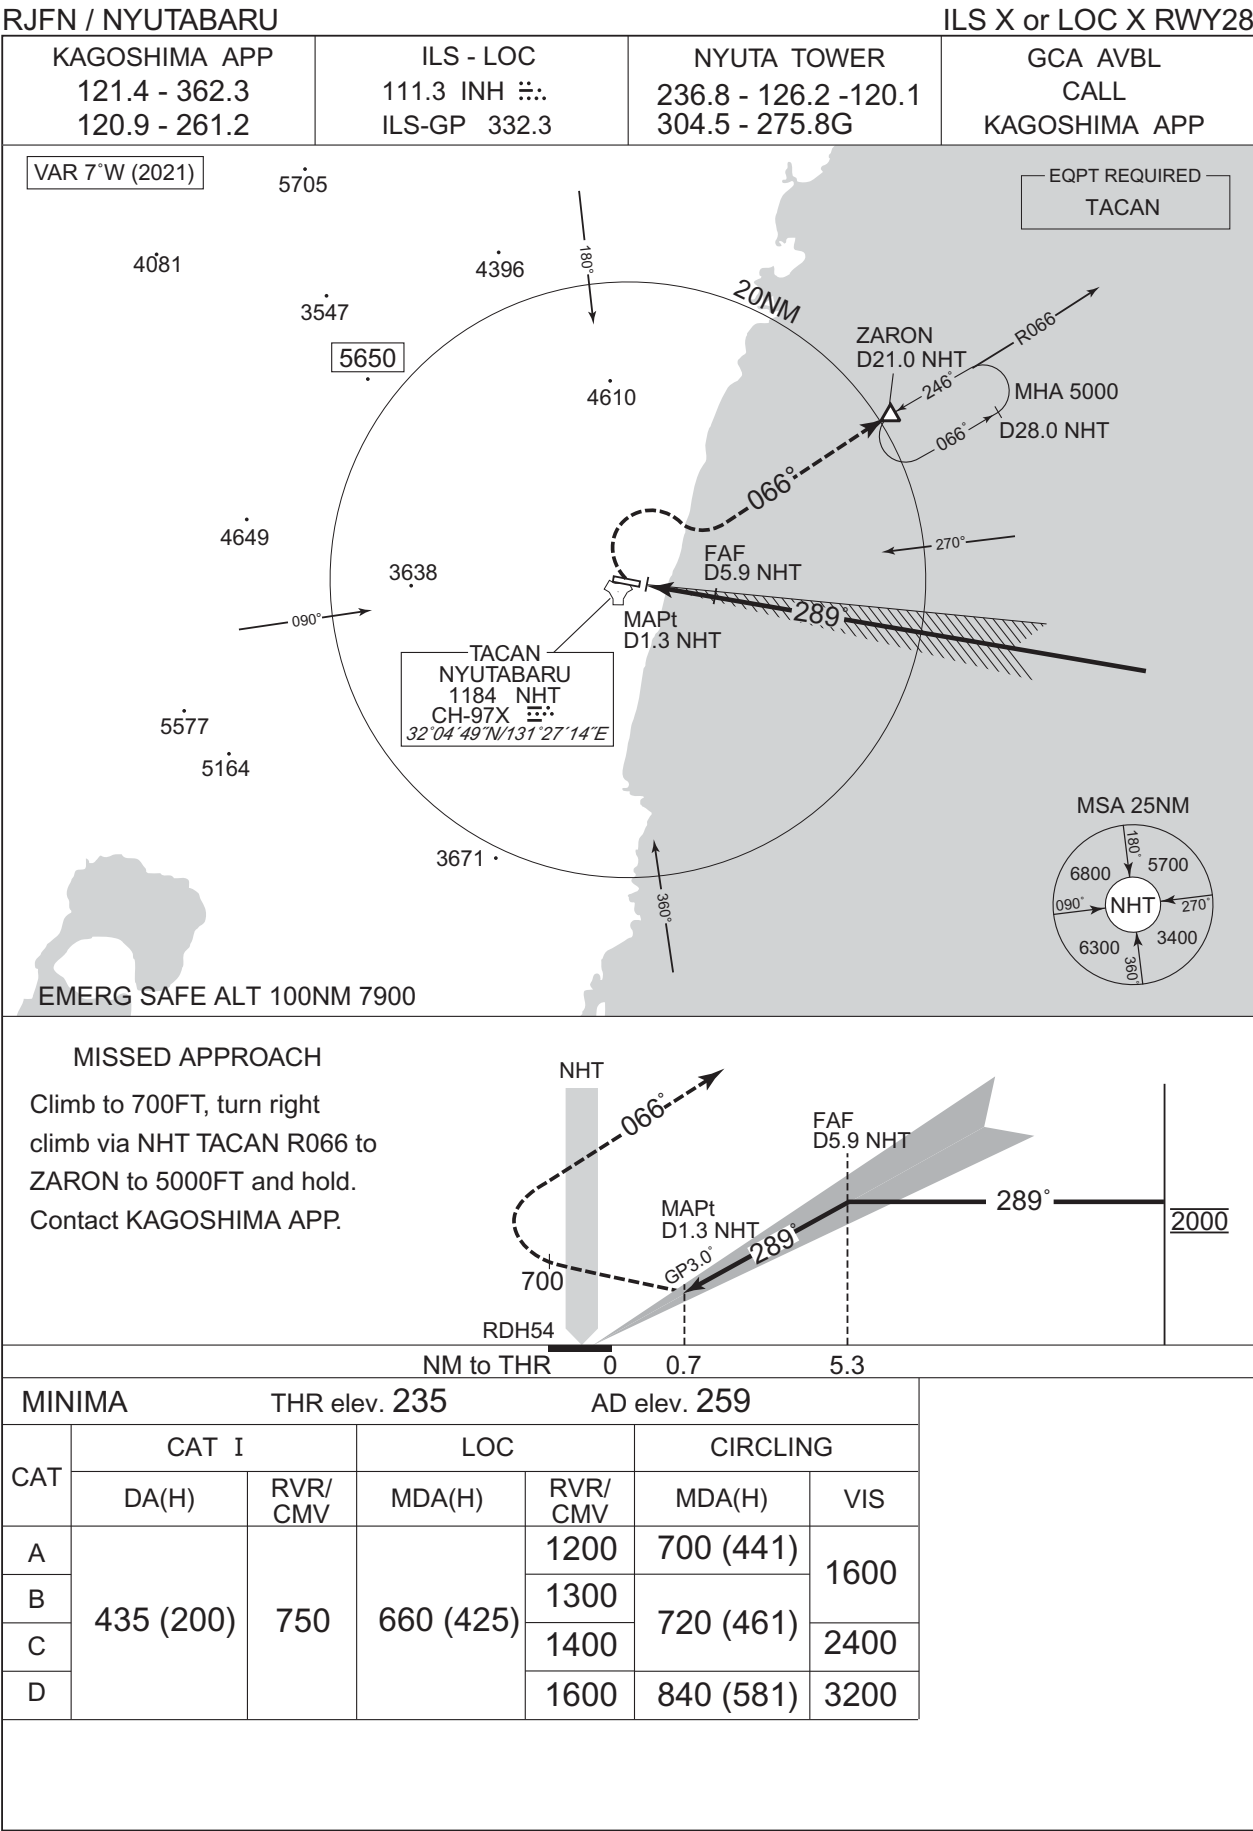 RJFN / NYUTABARU
ILS X or LOC X RWY28
KAGOSHIMA APP
121.4 - 362.3
120.9 - 261.2
ILS - LOC
111.3 INH
ILS-GP 332.3
NYUTA TOWER
236.8 - 126.2 -120.1
304.5 - 275.8G
GCA AVBL
CALL
KAGOSHIMA APP
VAR 7°W (2021)
EQPT REQUIRED
TACAN
5705
4081
4396
180°
3547
20NM
5650
4610
ZARON
D21.0 NHT
R066
246°
MHA 5000
066°
D28.0 NHT
066°
4649
3638
270°
FAF
D5.9 NHT
090°
289°
MAPt
D1.3 NHT
TACAN
NYUTABARU
1184 NHT
CH-97X
32°04´49˝N/131°27´14˝E
5577
5164
3671
360°
MSA 25NM
180°
6800
5700
090°
NHT
270°
6300
3400
360°
EMERG SAFE ALT 100NM 7900
MISSED APPROACH
Climb to 700FT, turn right
climb via NHT TACAN R066 to
ZARON to 5000FT and hold.
Contact KAGOSHIMA APP.
NHT
066°
FAF
D5.9 NHT
MAPt
D1.3 NHT
289°
289°
2000
GP3.0°
700
RDH54
NM to THR 0 0.7 5.3
MINIMA THR elev. 235 AD elev. 259
CAT
CAT I
LOC
CIRCLING
DA(H)
RVR/
CMV
MDA(H)
RVR/
CMV
MDA(H)
VIS
A
B
C
D
435 (200)
750
660 (425)
1200
1300
1400
1600
700 (441)
720 (461)
840 (581)
1600
2400
3200